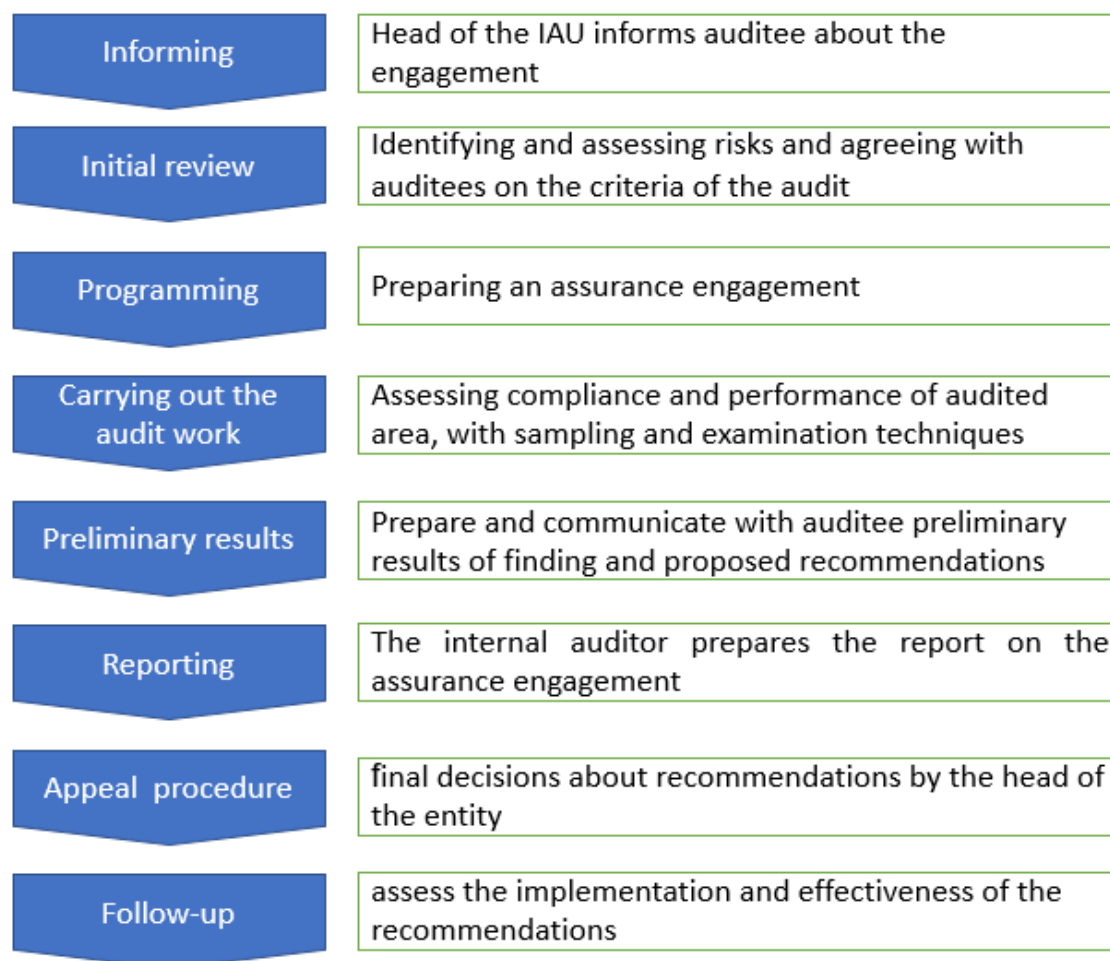 Informing
Head of the IAU informs auditee about the
engagement
Initial review
Identifying and assessing risks and agreeing with
auditees on the criteria of the audit
Programming
Preparing an assurance engagement
Carrying out the
audit work
Assessing compliance and performance of audited
area, with sampling and examination techniques
Preliminary results
Prepare and communicate with auditee preliminary
results of finding and proposed recommendations
Reporting
The internal auditor prepares the report on the
assurance engagement
Appeal procedure
final decisions about recommendations by the head of
the entity
Follow-up
assess the implementation and effectiveness of the
recommendations